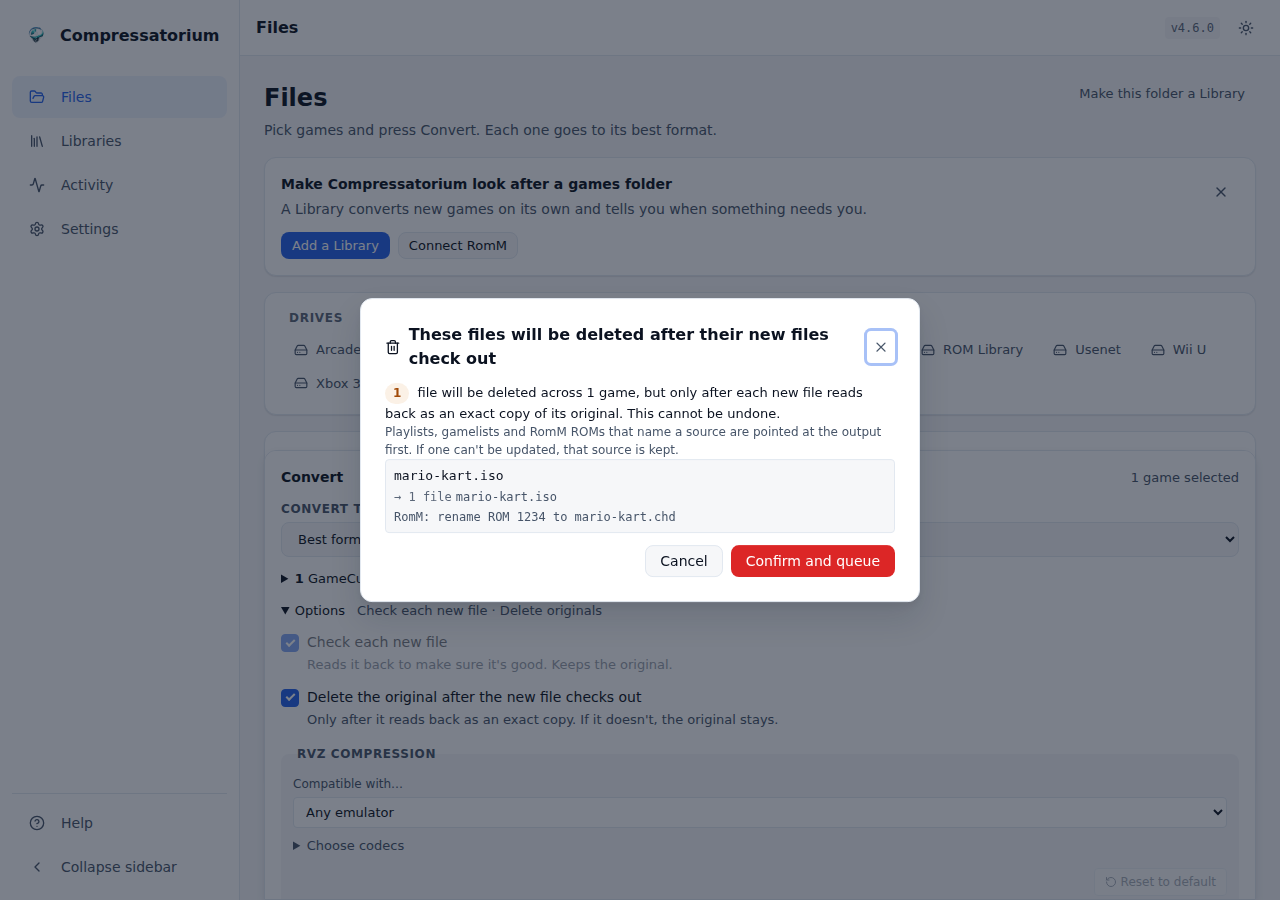 Compressatorium
Files
v4.6.0
Files
Libraries
Activity
Settings
Help
Collapse sidebar
Files
Make this folder a Library
Pick games and press Convert. Each one goes to its best format.
Make Compressatorium look after a games folder
A Library converts new games on its own and tells you when something needs you.
Add a Library
Connect RomM
DRIVES
Arcade
ROM Library
Usenet
Wii U
Xbox 3
These files will be deleted after their new files
check out
1 file will be deleted across 1 game, but only after each new file reads
back as an exact copy of its original. This cannot be undone.
Playlists, gamelists and RomM ROMs that name a source are pointed at the output
first. If one can't be updated, that source is kept.
mario-kart.iso
→ 1 file mario-kart.iso
RomM: rename ROM 1234 to mario-kart.chd
Cancel
Confirm and queue
Convert
1 game selected
CONVERT T
Best form
1 GameCu
Options Check each new file · Delete originals
Check each new file
Reads it back to make sure it's good. Keeps the original.
Delete the original after the new file checks out
Only after it reads back as an exact copy. If it doesn't, the original stays.
RVZ COMPRESSION
Compatible with...
Any emulator
Choose codecs
Reset to default